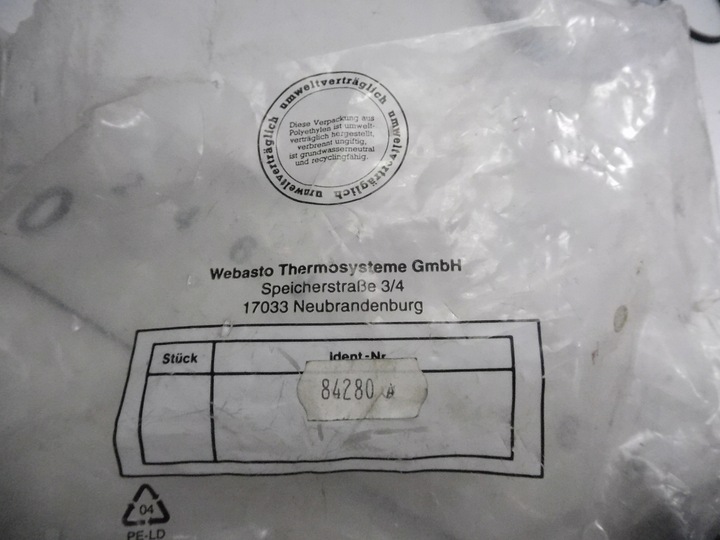 umweltverträglich umweltverträglich umweltverträglich
Diese Verpackung aus
Polyethylen ist umwelt-
verträglich hergestellt,
verbrennt ungiftig,
ist grundwasserneutral
und recyclingfähig.
Webasto Thermosysteme GmbH
Speicherstraße 3/4
17033 Neubrandenburg
Stück Ident-Nr.
84280 A
04
PE-LD